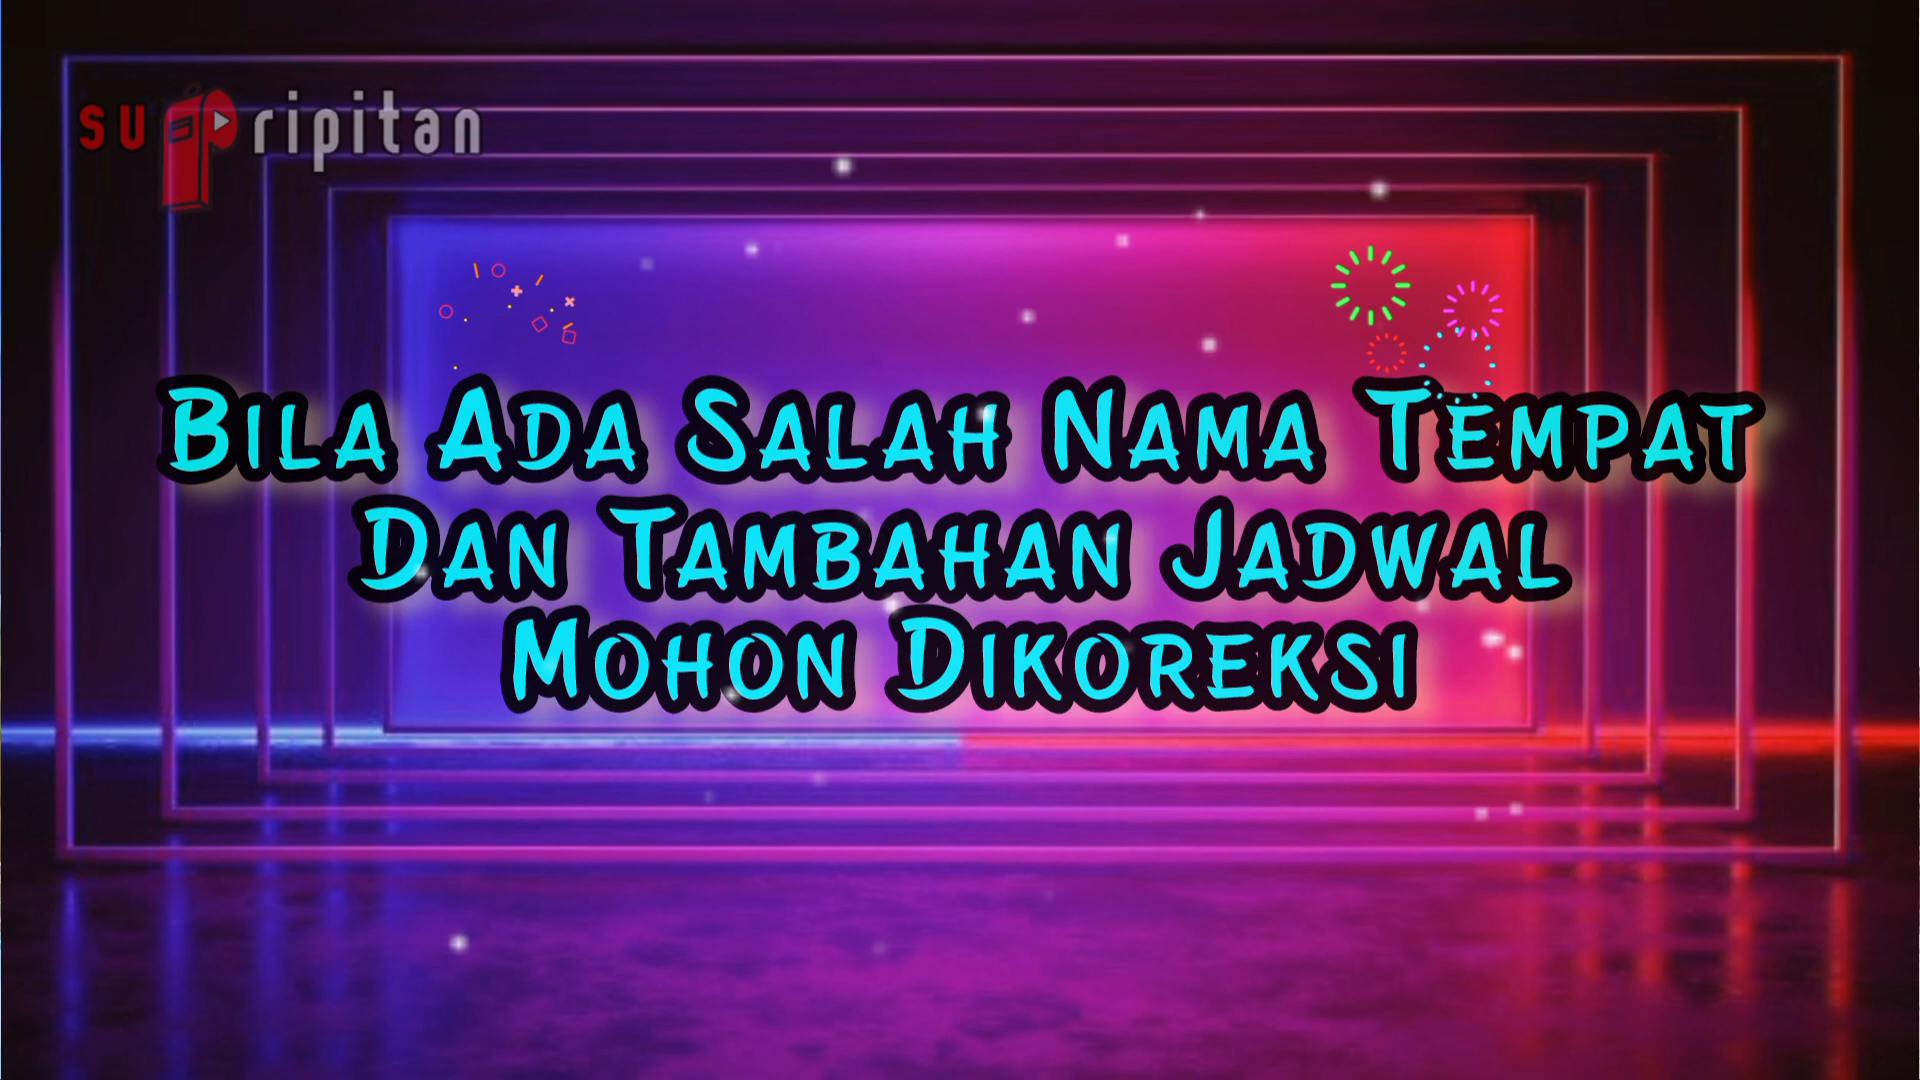 supripitan
Bila Ada Salah Nama Tempat
Dan Tambahan Jadwal
Mohon Dikoreksi